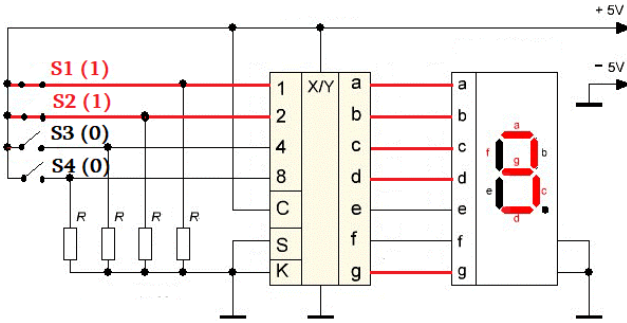 + 5V
− 5V
S1 (1)
S2 (1)
S3 (0)
S4 (0)
R R R R
1
2
4
8
C
S
K
X/Y
a
b
c
d
e
f
g
a
b
c
d
e
f
g
a
f b
g
e c
d